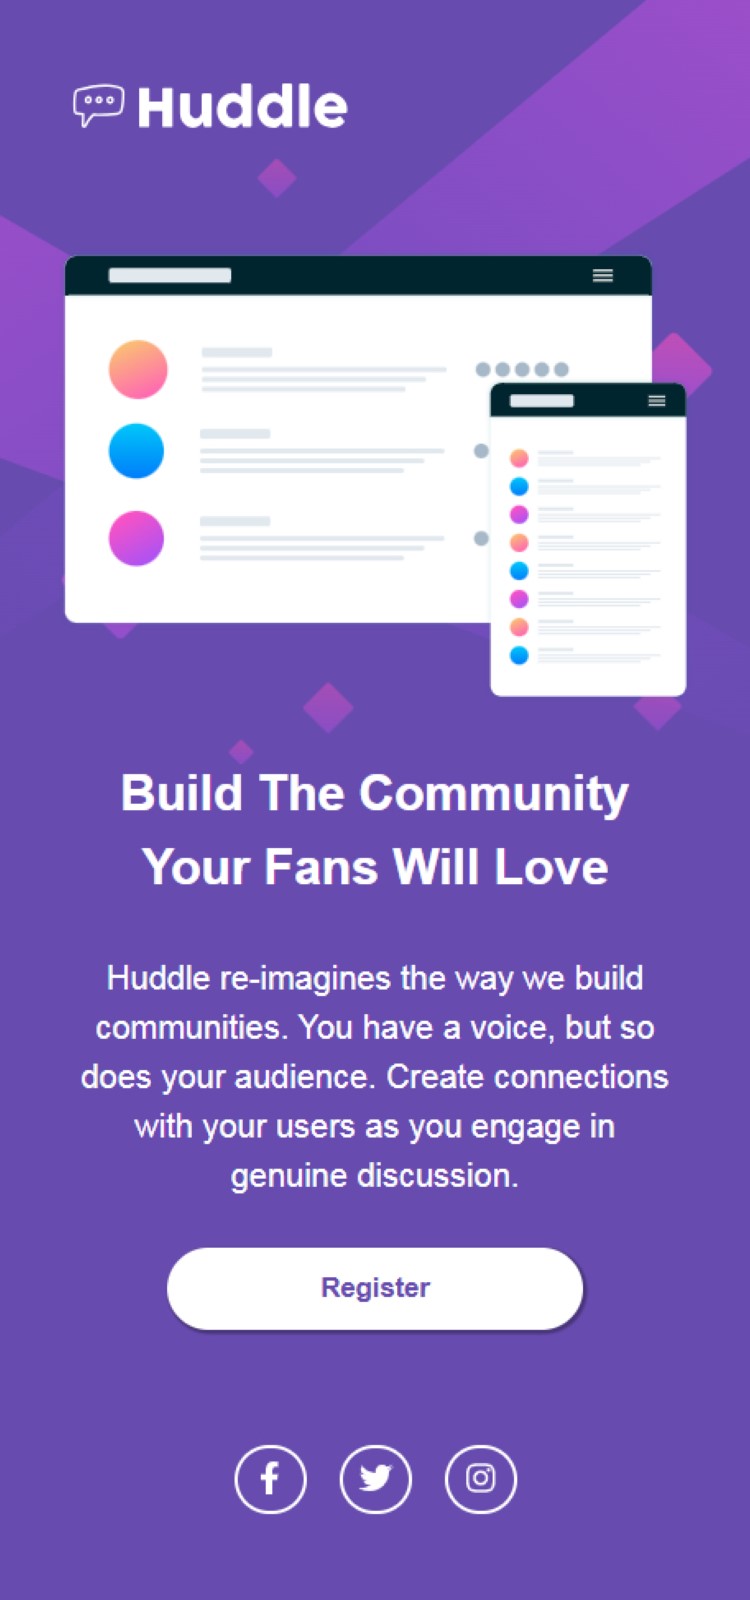 Huddle
Build The Community
Your Fans Will Love
Huddle re-imagines the way we build
communities. You have a voice, but so
does your audience. Create connections
with your users as you engage in
genuine discussion.
Register